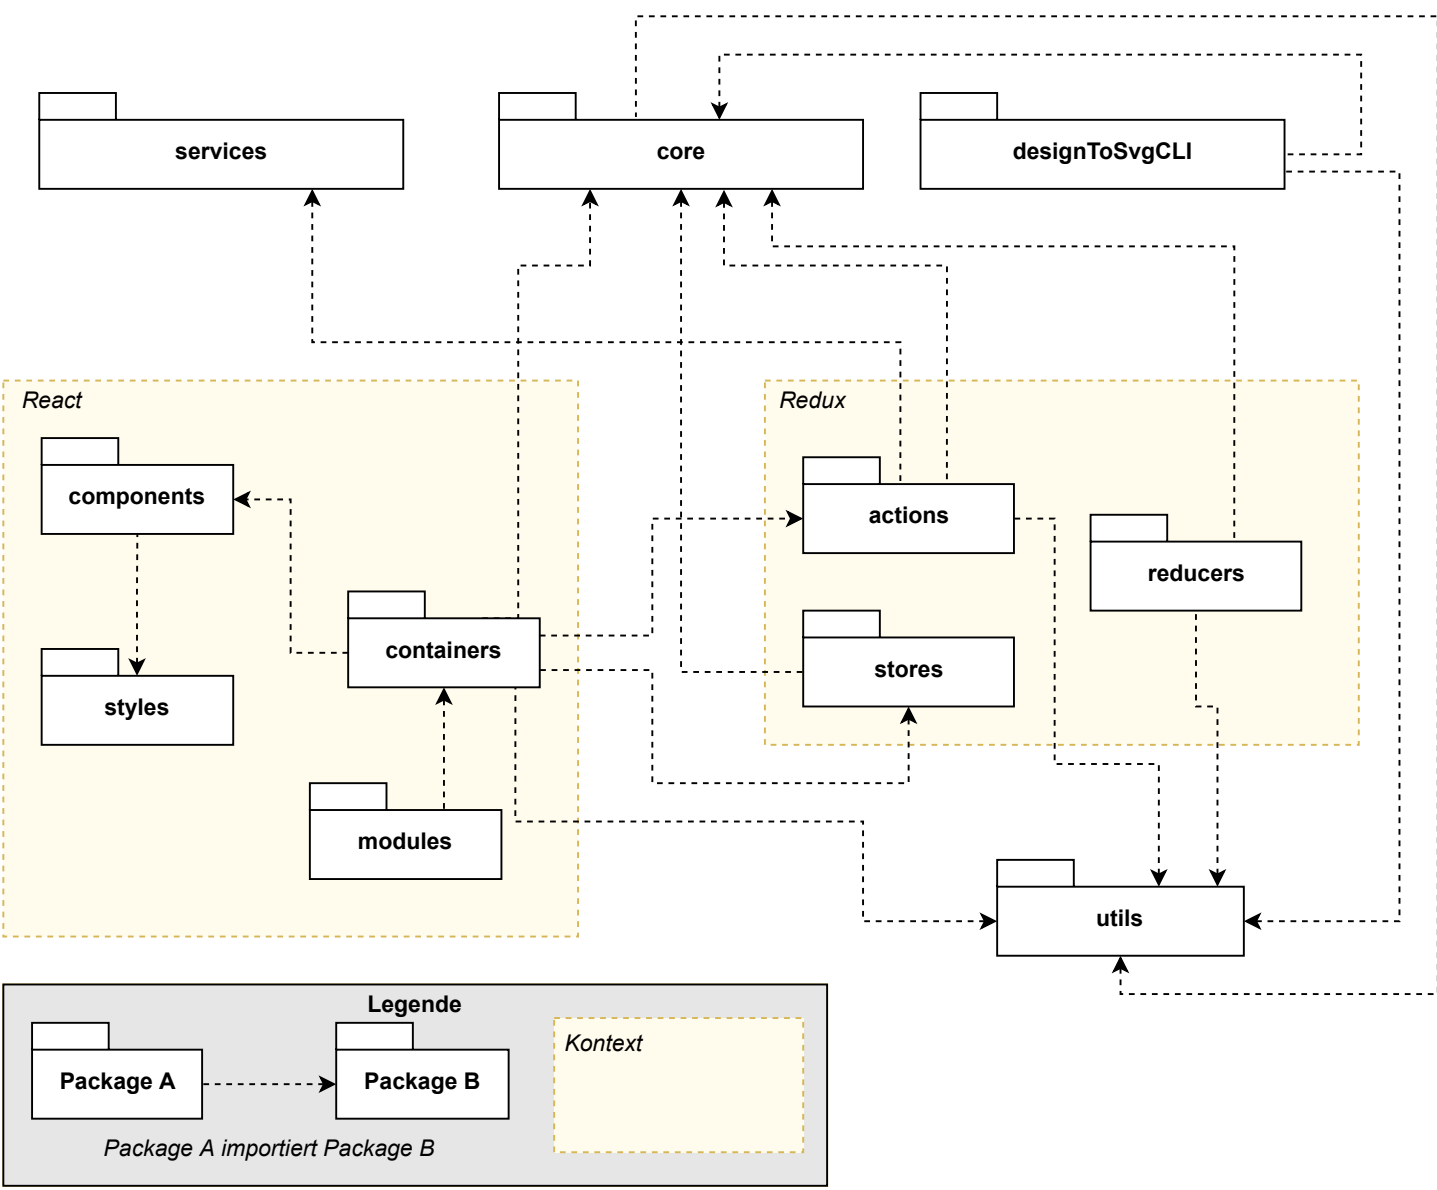 services
core
designToSvgCLI
React
Redux
components
actions
reducers
containers
stores
styles
modules
utils
Legende
Package A
Package B
Kontext
Package A importiert Package B